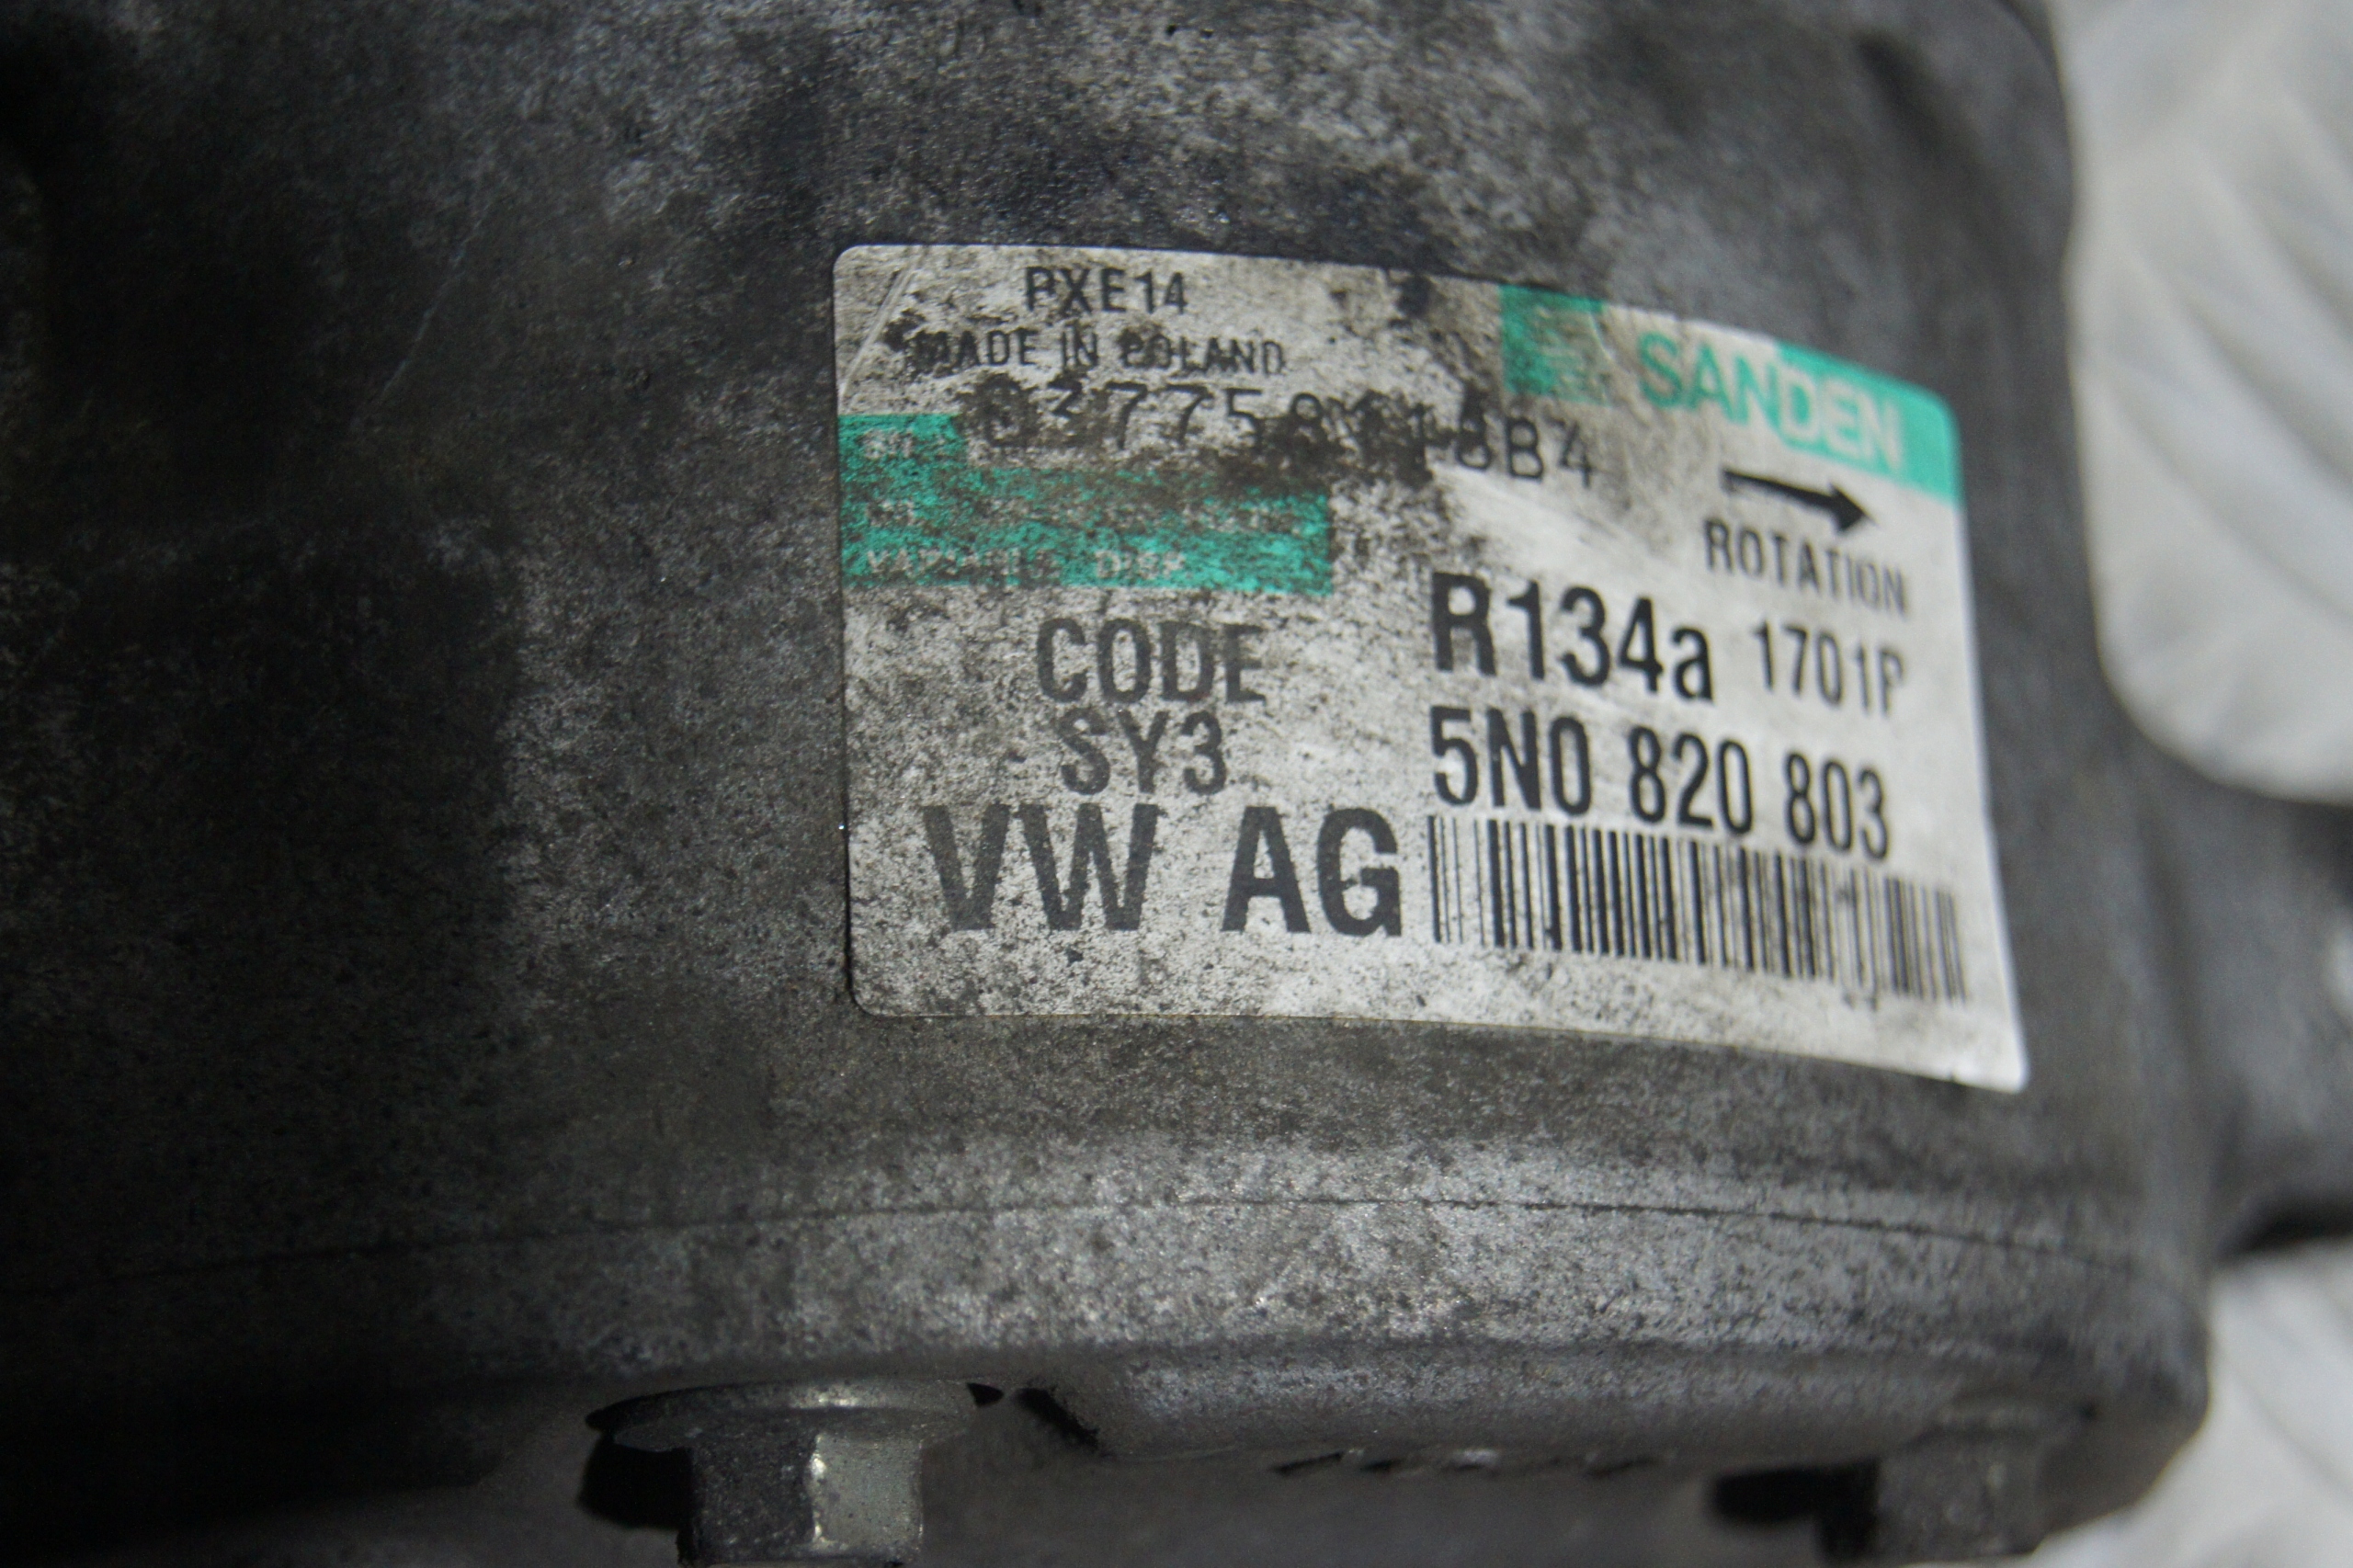 PXE14
MADE IN POLAND
SANDEN
ROTATION
R134a 1701P
CODE
SY3
5N0 820 803
VW AG